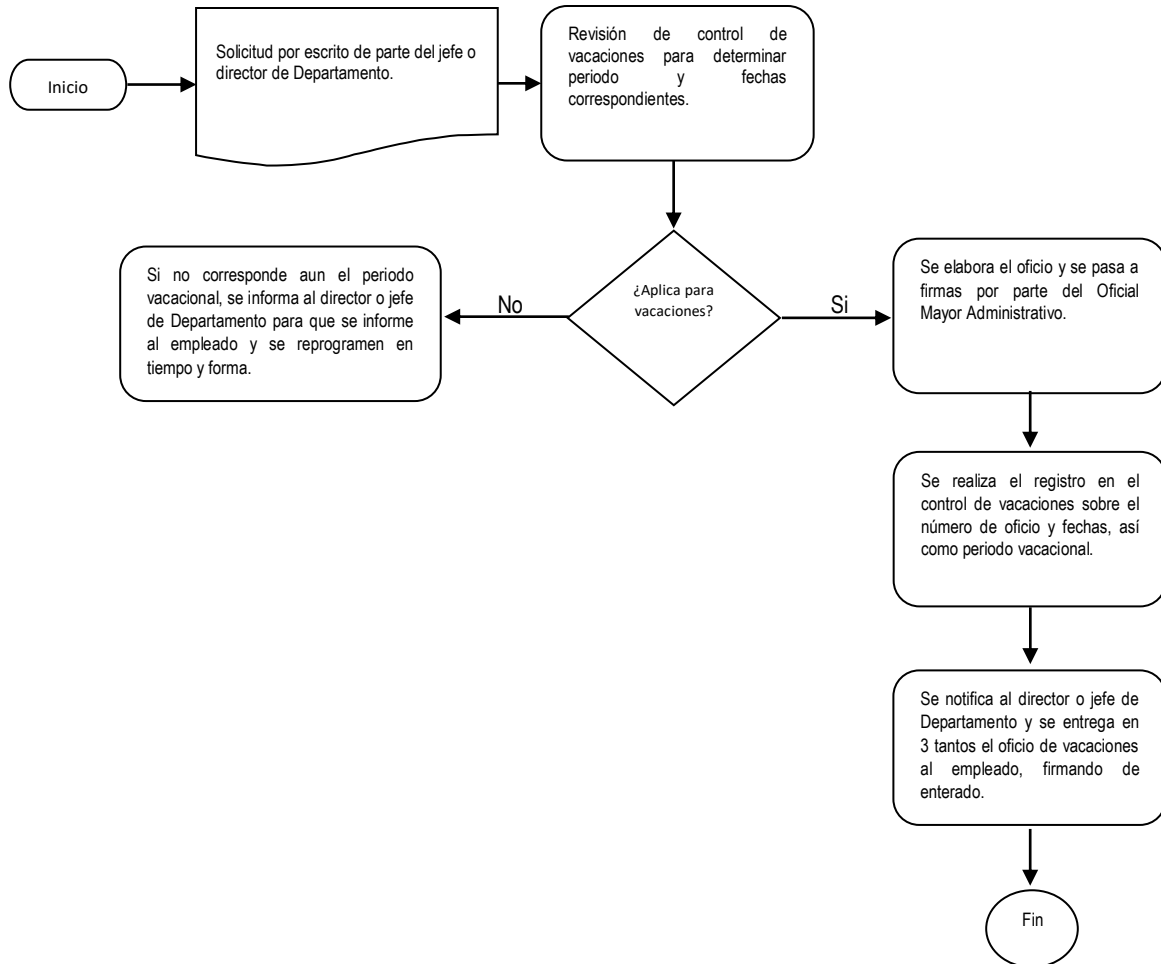 Inicio
Solicitud por escrito de parte del jefe o
director de Departamento.
Revisión de control de
vacaciones para determinar
periodo y fechas
correspondientes.
¿Aplica para
vacaciones?
No
Si no corresponde aun el periodo
vacacional, se informa al director o jefe
de Departamento para que se informe
al empleado y se reprogramen en
tiempo y forma.
Si
Se elabora el oficio y se pasa a
firmas por parte del Oficial
Mayor Administrativo.
Se realiza el registro en el
control de vacaciones sobre el
número de oficio y fechas, así
como periodo vacacional.
Se notifica al director o jefe de
Departamento y se entrega en
3 tantos el oficio de vacaciones
al empleado, firmando de
enterado.
Fin